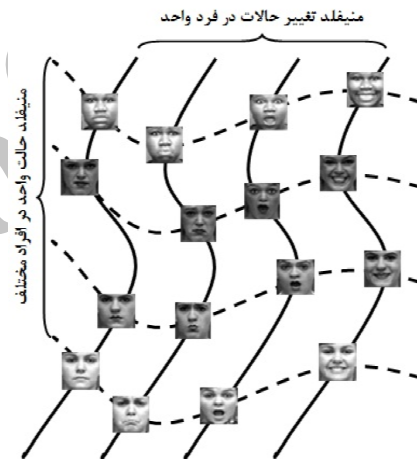 منیفلد تغییر حالات در فرد واحد
منیفلد حالت واحد در افراد مختلف